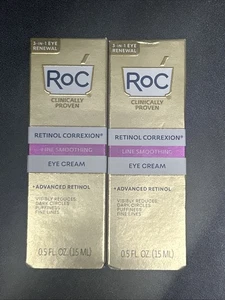 3-IN-1 EYE
RENEWAL
RoC
CLINICALLY
PROVEN
RETINOL CORREXION®
LINE SMOOTHING
EYE CREAM
+ADVANCED RETINOL
VISIBLY REDUCES
DARK CIRCLES
PUFFINESS
FINE LINES
0.5 FL. OZ. (15 ML)
3-IN-1 EYE
RENEWAL
RoC
CLINICALLY
PROVEN
RETINOL CORREXION®
LINE SMOOTHING
EYE CREAM
+ADVANCED RETINOL
VISIBLY REDUCES
DARK CIRCLES
PUFFINESS
FINE LINES
0.5 FL. OZ. (15 ML)